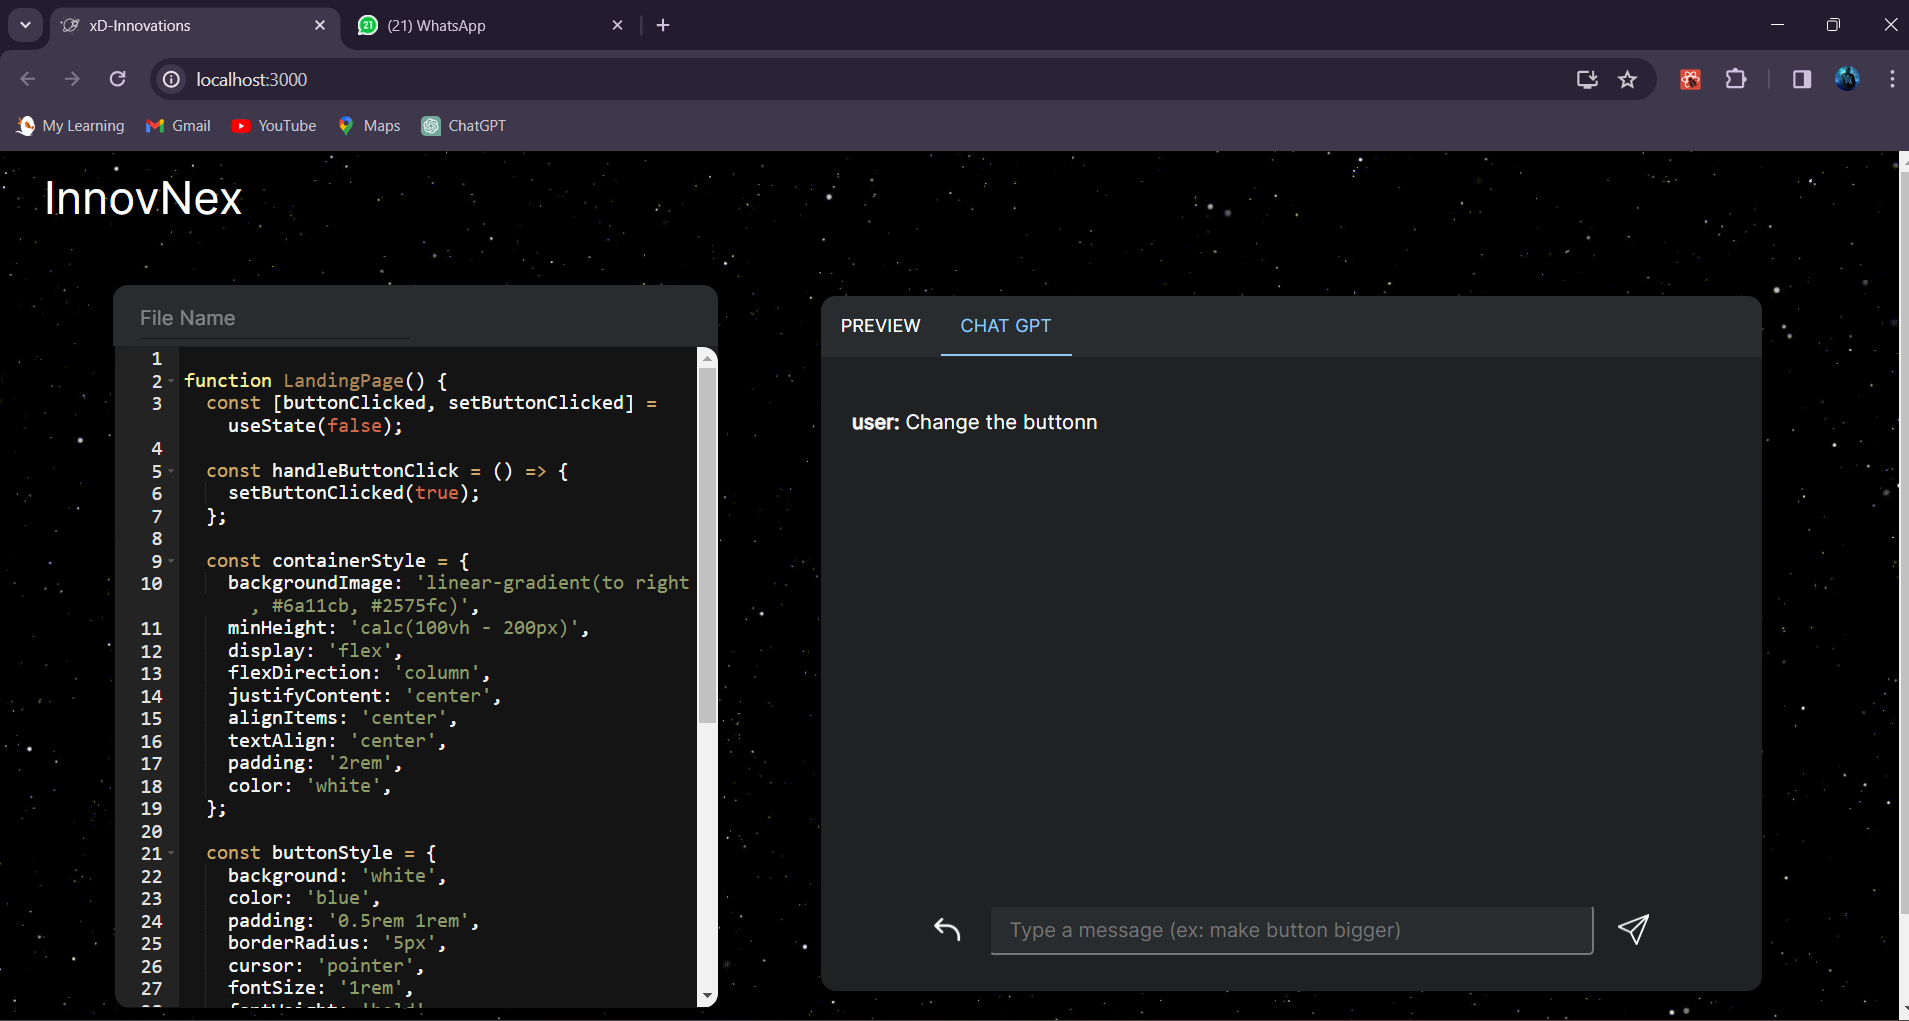 xD-Innovations
21
(21) WhatsApp
localhost:3000
My Learning
Gmail
YouTube
Maps
ChatGPT
InnovNex
File Name
1
2 function LandingPage() {
3 const [buttonClicked, setButtonClicked] =
useState(false);
4
5 const handleButtonClick = () => {
6 setButtonClicked(true);
7 };
8
9 const containerStyle = {
10 backgroundImage: 'linear-gradient(to right
, #6a11cb, #2575fc)',
11 minHeight: 'calc(100vh - 200px)',
12 display: 'flex',
13 flexDirection: 'column',
14 justifyContent: 'center',
15 alignItems: 'center',
16 textAlign: 'center',
17 padding: '2rem',
18 color: 'white',
19 };
20
21 const buttonStyle = {
22 background: 'white',
23 color: 'blue',
24 padding: '0.5rem 1rem',
25 borderRadius: '5px',
26 cursor: 'pointer',
27 fontSize: '1rem',
PREVIEW
CHAT GPT
user: Change the buttonn
Type a message (ex: make button bigger)